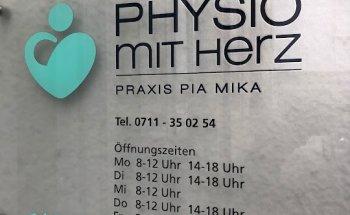 PHYSIO
mIT Herz
PRAXIS PIA MIKA
Tel. 0711 - 35 02 54
Öffnungszeiten
Mo 8-12 Uhr 14-18 Uhr
Di 8-12 Uhr 14-18 Uhr
Mi 8-12 Uhr
Do 8-12 Uhr 14-18 Uhr